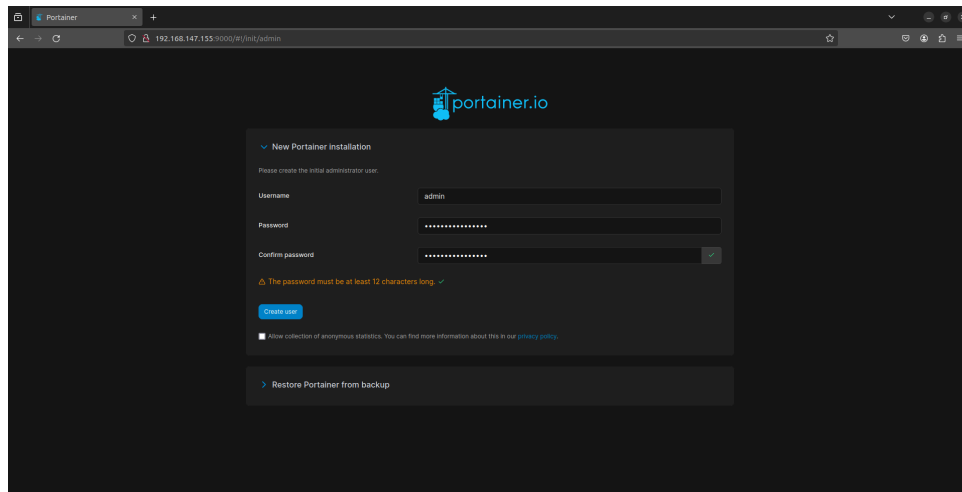 Portainer
192.168.147.155:9000/#!/init/admin
portainer.io
New Portainer installation
Please create the initial administrator user.
Username
admin
Password
••••••••••••••••
Confirm password
••••••••••••••••
The password must be at least 12 characters long.
Create user
Allow collection of anonymous statistics. You can find more information about this in our privacy policy.
Restore Portainer from backup